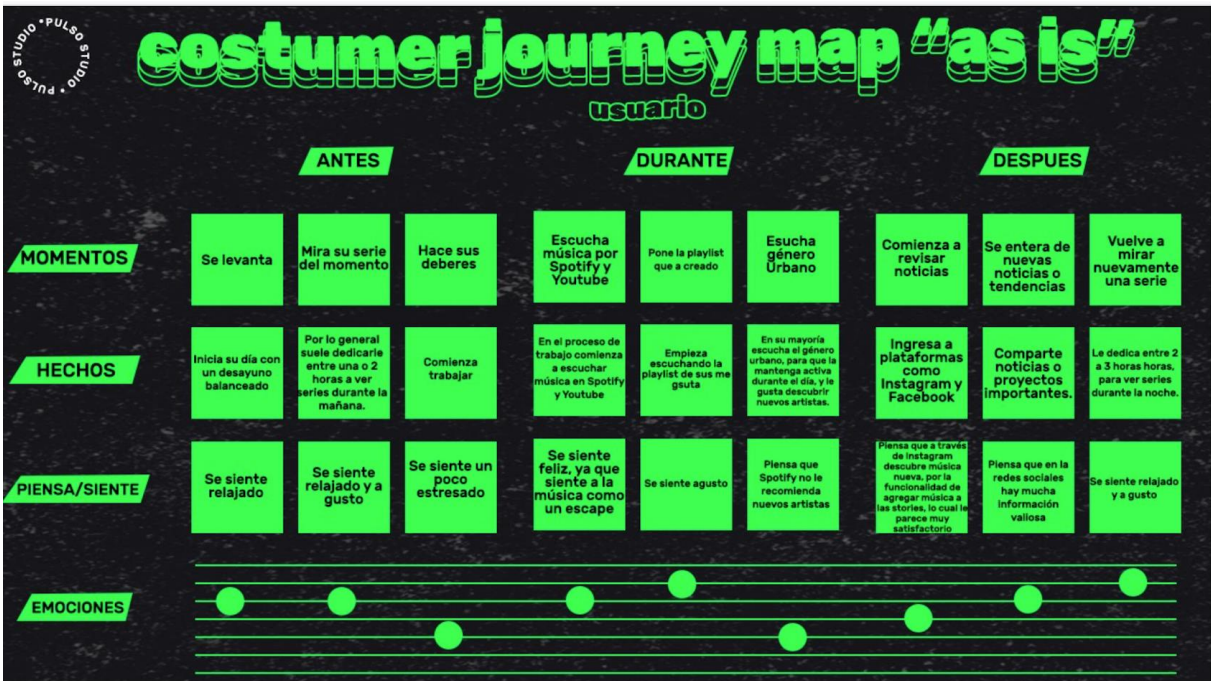 PULSO STUDIO • PULSO STUDIO •
costumer journey map "as is"
usuario
ANTES
DURANTE
DESPUES
MOMENTOS
Se levanta
Mira su serie
del momento
Hace sus
deberes
Escucha
música por
Spotify y
Youtube
Pone la playlist
que a creado
Esucha
género
Urbano
Comienza a
revisar
noticias
Se entera de
nuevas
noticias o
tendencias
Vuelve a
mirar
nuevamente
una serie
HECHOS
Inicia su día con
un desayuno
balanceado
Por lo general
suele dedicarle
entre una o 2
horas a ver
series durante la
mañana.
Comienza
trabajar
En el proceso de
trabajo comienza
a escuchar
música en Spotify
y Youtube
Empieza
escuchando la
playlist de sus me
gsuta
En su mayoría
escucha el género
urbano, para que la
mantenga activa
durante el día, y le
gusta descubrir
nuevos artistas.
Ingresa a
plataformas
como
Instagram y
Facebook
Comparte
noticias o
proyectos
importantes.
Le dedica entre 2
a 3 horas horas,
para ver series
durante la noche.
PIENSA/SIENTE
Se siente
relajado
Se siente
relajado y a
gusto
Se siente un
poco
estresado
Se siente
feliz, ya que
siente a la
música como
un escape
Se siente agusto
Piensa que
Spotify no le
recomienda
nuevos artistas
Piensa que a través
de Instagram
descubre música
nueva, por la
funcionalidad de
agregar música a
las stories, lo cual le
parece muy
satisfactorio
Piensa que en la
redes sociales
hay mucha
información
valiosa
Se siente relajado
y a gusto
EMOCIONES